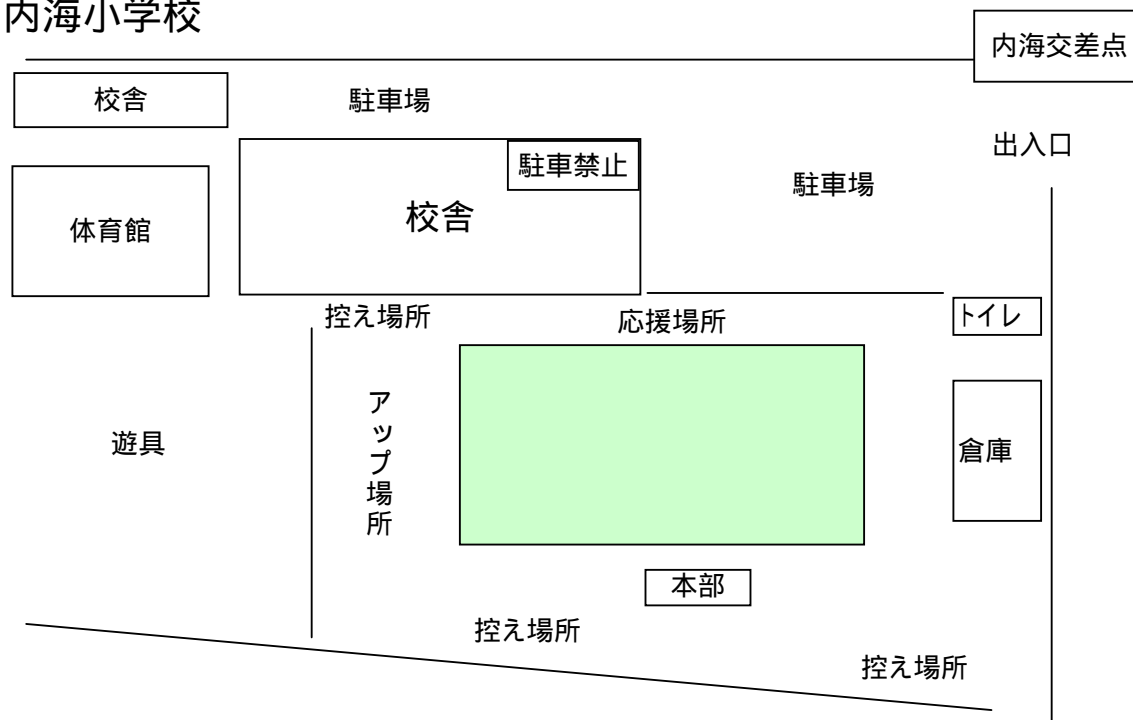 内海小学校
内海交差点
校舎
駐車場
出入口
駐車禁止
駐車場
校舎
体育館
控え場所
応援場所
トイレ
アップ場所
遊具
倉庫
本部
控え場所
控え場所